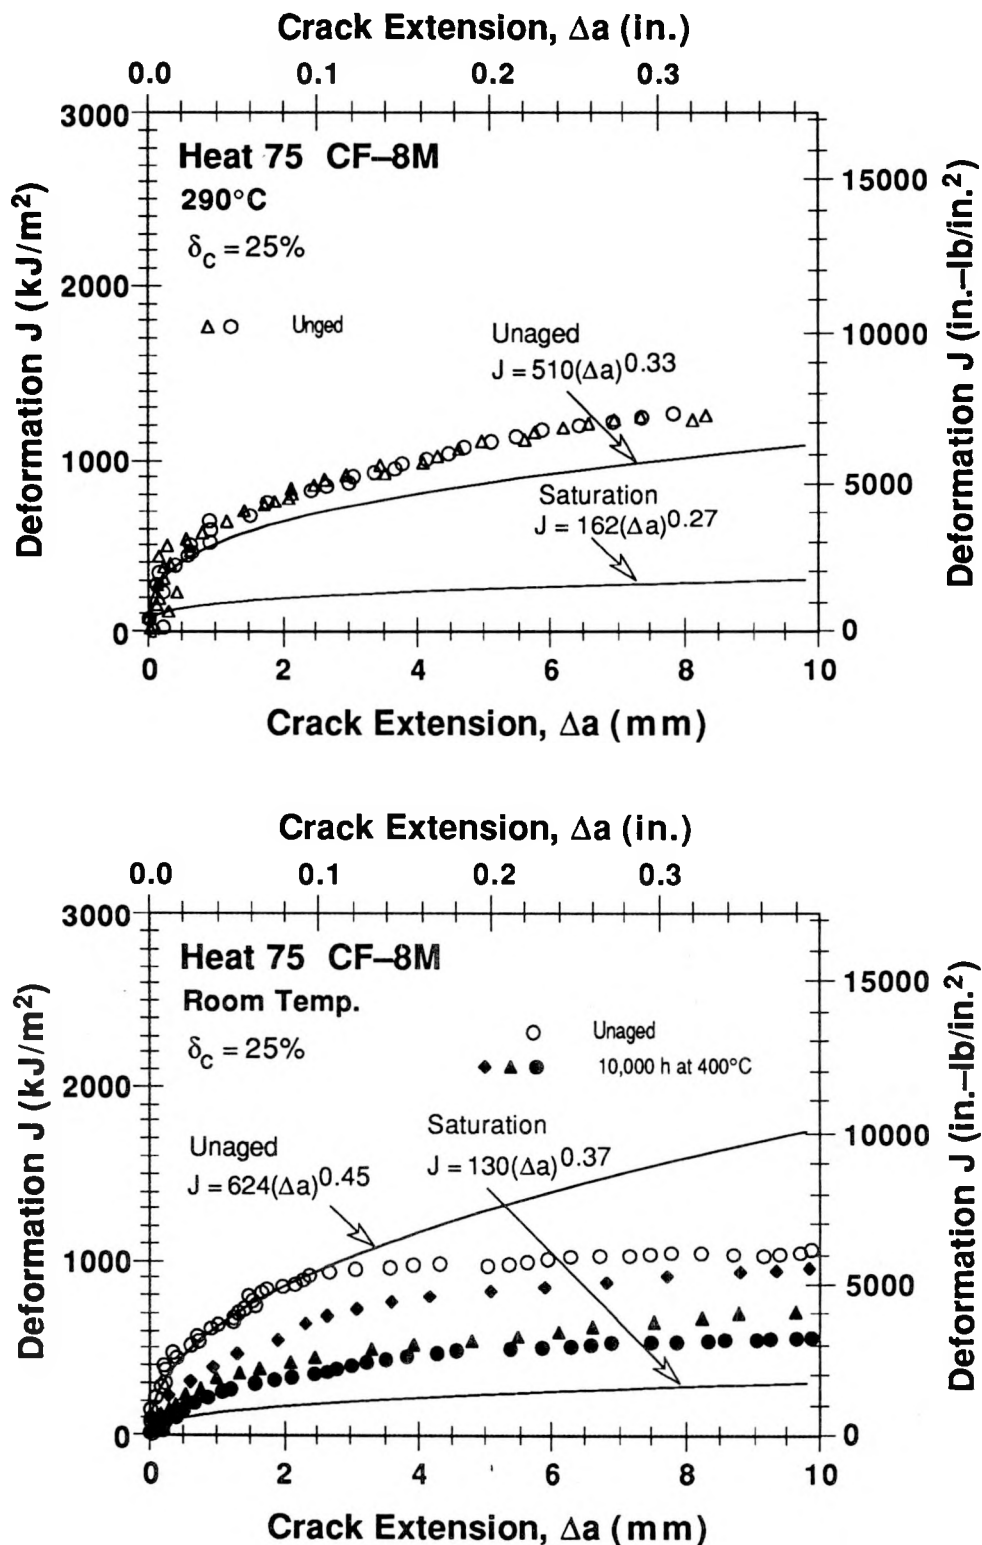 Crack Extension, Δa (in.)
0.0 0.1 0.2 0.3
3000
Heat 75 CF–8M
290°C
δc = 25%
15000
2000
Unged
10000
Unaged
J = 510(Δa)^0.33
1000
Saturation
J = 162(Δa)^0.27
5000
0 0
0 2 4 6 8 10
Crack Extension, Δa (mm)
Deformation J (kJ/m²)
Deformation J (in.–lb/in.²)
Crack Extension, Δa (in.)
0.0 0.1 0.2 0.3
3000
Heat 75 CF–8M
Room Temp.
δc = 25%
15000
Unaged
10,000 h at 400°C
2000
10000
Unaged
J = 624(Δa)^0.45
Saturation
J = 130(Δa)^0.37
1000
5000
0 0
0 2 4 6 8 10
Crack Extension, Δa (mm)
Deformation J (kJ/m²)
Deformation J (in.–lb/in.²)